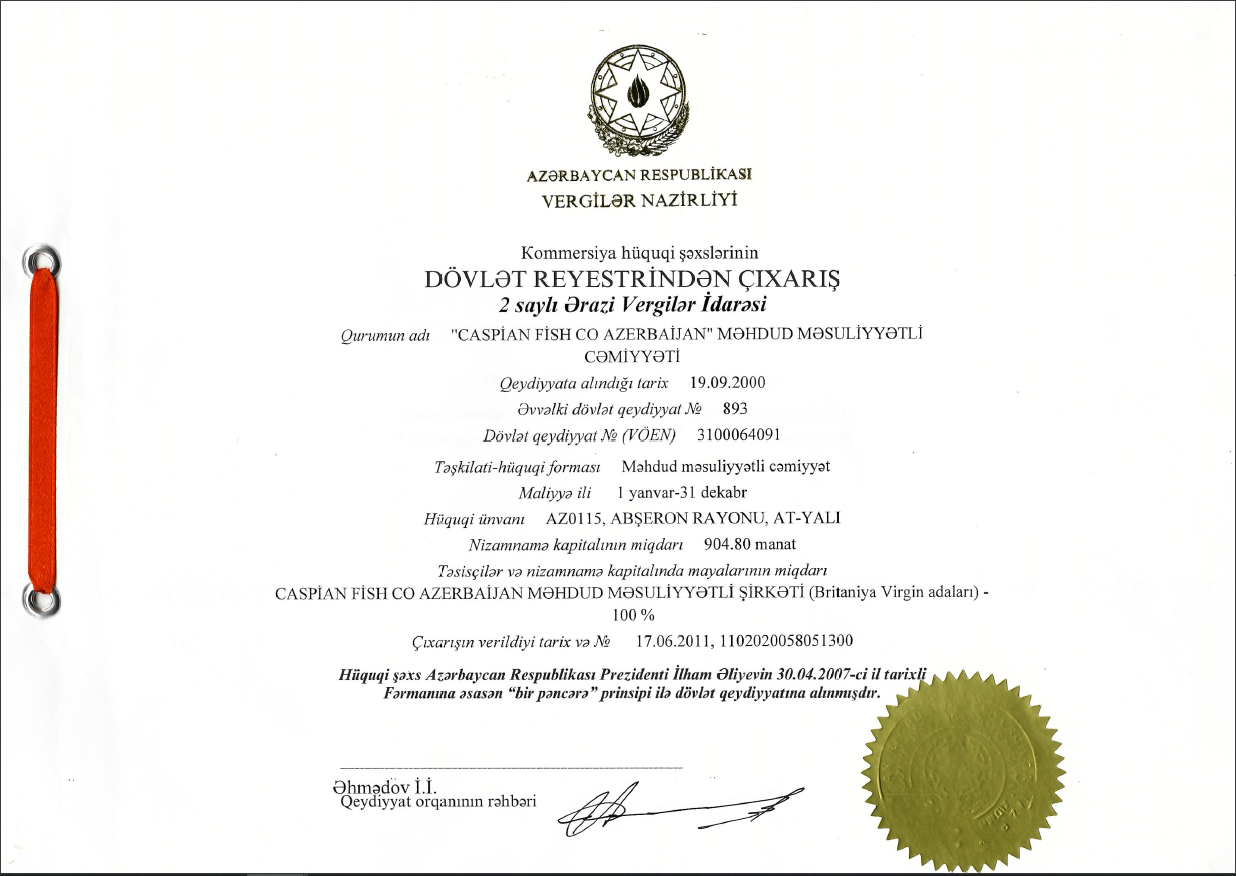 AZƏRBAYCAN RESPUBLİKASI
VERGİLƏR NAZİRLİYİ
Kommersiya hüquqi şəxslərinin
DÖVLƏT REYESTRİNDƏN ÇIXARIŞ
2 saylı Ərazi Vergilər İdarəsi
Qurumun adı "CASPİAN FİSH CO AZERBAİJAN" MƏHDUD MƏSULİYYƏTLİ
CƏMİYYƏTİ
Qeydiyyata alındığı tarix 19.09.2000
Əvvəlki dövlət qeydiyyat № 893
Dövlət qeydiyyat № (VÖEN) 3100064091
Təşkilati-hüquqi forması Məhdud məsuliyyətli cəmiyyət
Maliyyə ili 1 yanvar-31 dekabr
Hüquqi ünvanı AZ0115, ABŞERON RAYONU, AT-YALI
Nizamnamə kapitalının miqdarı 904.80 manat
Təsisçilər və nizamnamə kapitalında mayalarının miqdarı
CASPİAN FİSH CO AZERBAİJAN MƏHDUD MƏSULİYYƏTLİ ŞİRKƏTİ (Britaniya Virgin adaları) -
100 %
Çıxarışın verildiyi tarix və № 17.06.2011, 1102020058051300
Hüquqi şəxs Azərbaycan Respublikası Prezidenti İlham Əliyevin 30.04.2007-ci il tarixli
Fərmanına əsasən “bir pəncərə” prinsipi ilə dövlət qeydiyyatına alınmışdır.
Əhmədov İ.İ.
Qeydiyyat orqanının rəhbəri